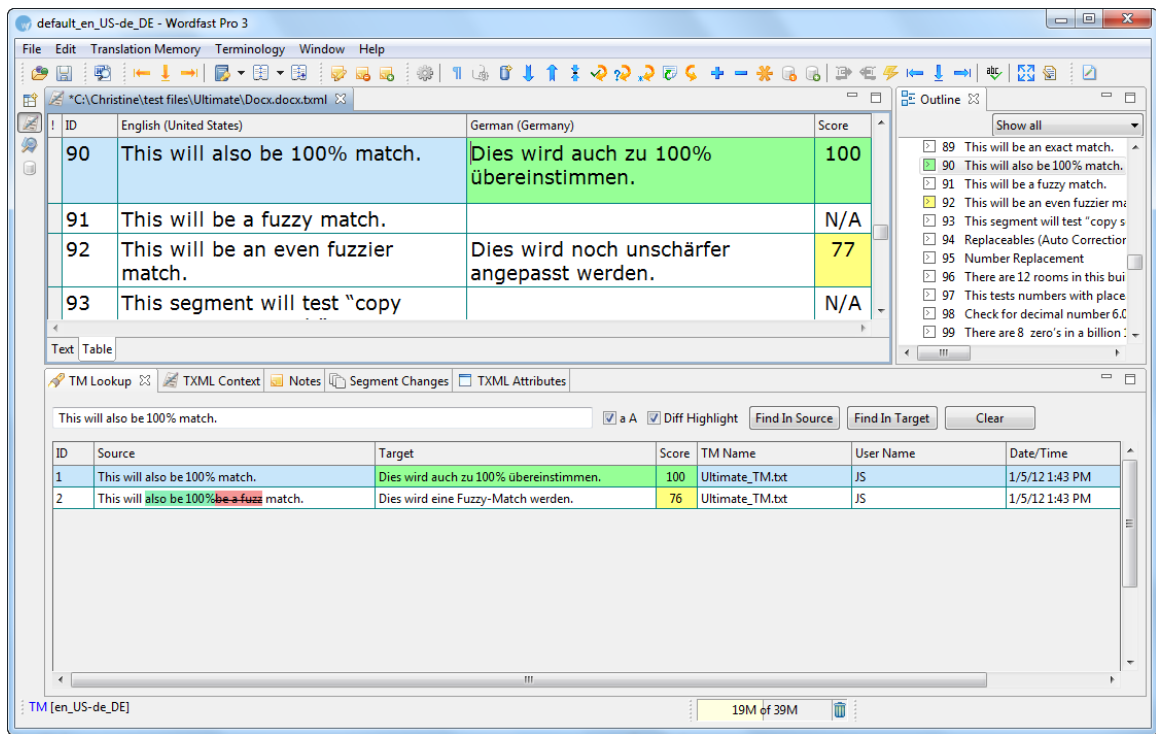 default_en_US-de_DE - Wordfast Pro 3
File Edit Translation Memory Terminology Window Help
*C:\Christine\test files\Ultimate\Docx.docx.txml
Outline
! ID English (United States) German (Germany) Score
Show all
90 This will also be 100% match. Dies wird auch zu 100% übereinstimmen. 100
91 This will be a fuzzy match. N/A
92 This will be an even fuzzier match. Dies wird noch unschärfer angepasst werden. 77
93 This segment will test “copy N/A
89 This will be an exact match.
90 This will also be 100% match.
91 This will be a fuzzy match.
92 This will be an even fuzzier ma
93 This segment will test "copy s
94 Replaceables (Auto Correction
95 Number Replacement
96 There are 12 rooms in this bui
97 This tests numbers with place
98 Check for decimal number 6.0
99 There are 8 zero's in a billion
Text Table
TM Lookup TXML Context Notes Segment Changes TXML Attributes
This will also be 100% match. a A Diff Highlight Find In Source Find In Target Clear
ID Source Target Score TM Name User Name Date/Time
1 This will also be 100% match. Dies wird auch zu 100% übereinstimmen. 100 Ultimate_TM.txt JS 1/5/12 1:43 PM
2 This will also be 100%be a fuzz match. Dies wird eine Fuzzy-Match werden. 76 Ultimate_TM.txt JS 1/5/12 1:43 PM
TM [en_US-de_DE]
19M of 39M